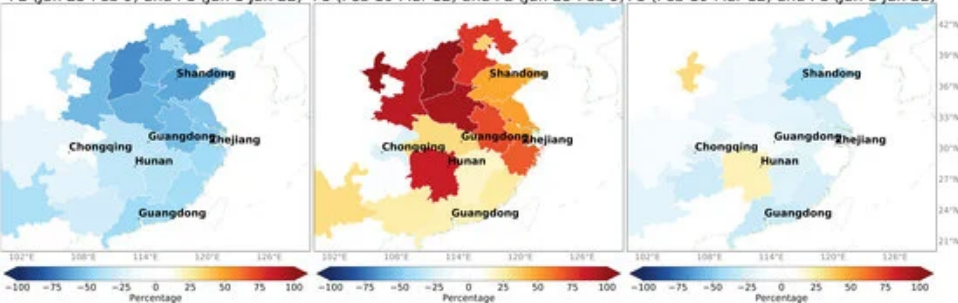 42°N
39°N
36°N
33°N
30°N
27°N
24°N
21°N
Shandong
Guangdong
Zhejiang
Chongqing
Hunan
Guangdong
Shandong
Guangdong
Zhejiang
Chongqing
Hunan
Guangdong
Shandong
Guangdong
Zhejiang
Chongqing
Hunan
Guangdong
102°E 108°E 114°E 120°E 126°E
102°E 108°E 114°E 120°E 126°E
102°E 108°E 114°E 120°E 126°E
−100 −75 −50 −25 0 25 50 75 100
−100 −75 −50 −25 0 25 50 75 100
−100 −75 −50 −25 0 25 50 75 100
Percentage
Percentage
Percentage